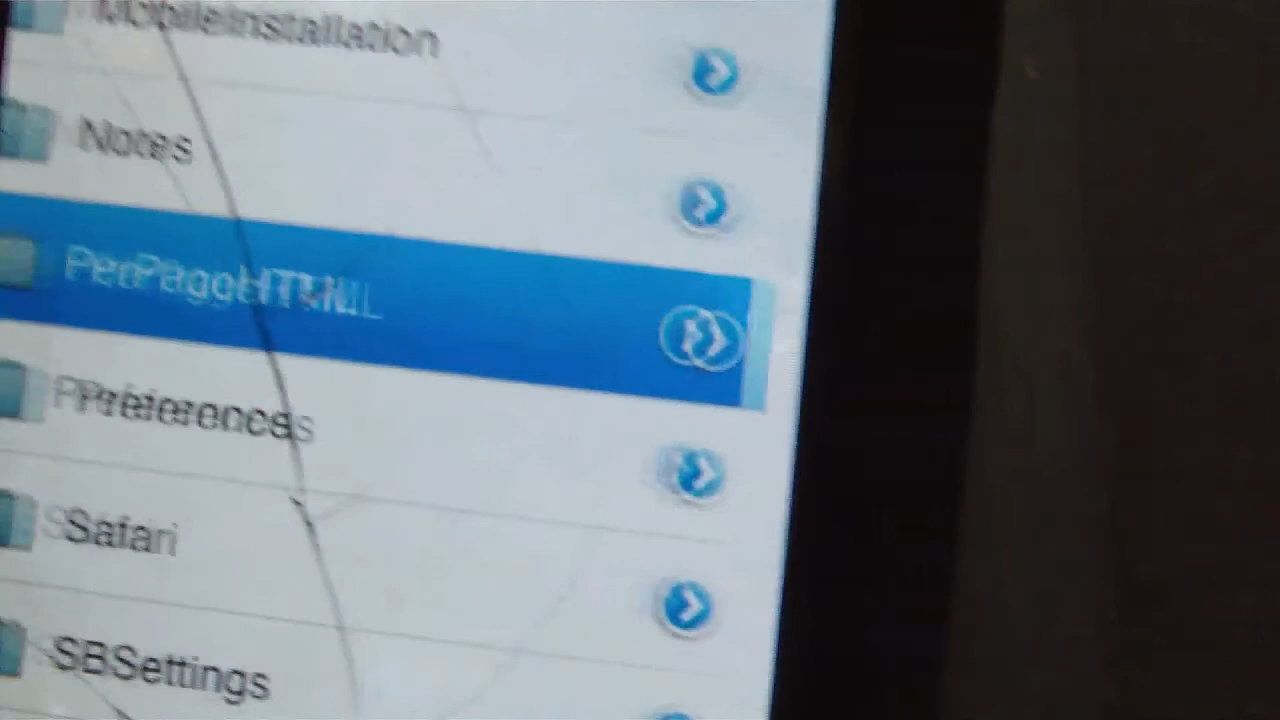 MobileInstallation
Notes
PerPageHTML
Preferences
Safari
SBSettings